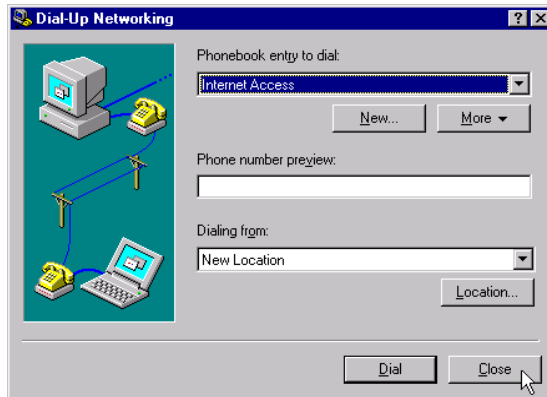 Dial-Up Networking
Phonebook entry to dial:
Internet Access
New...
More
Phone number preview:
Dialing from:
New Location
Location...
Dial
Close